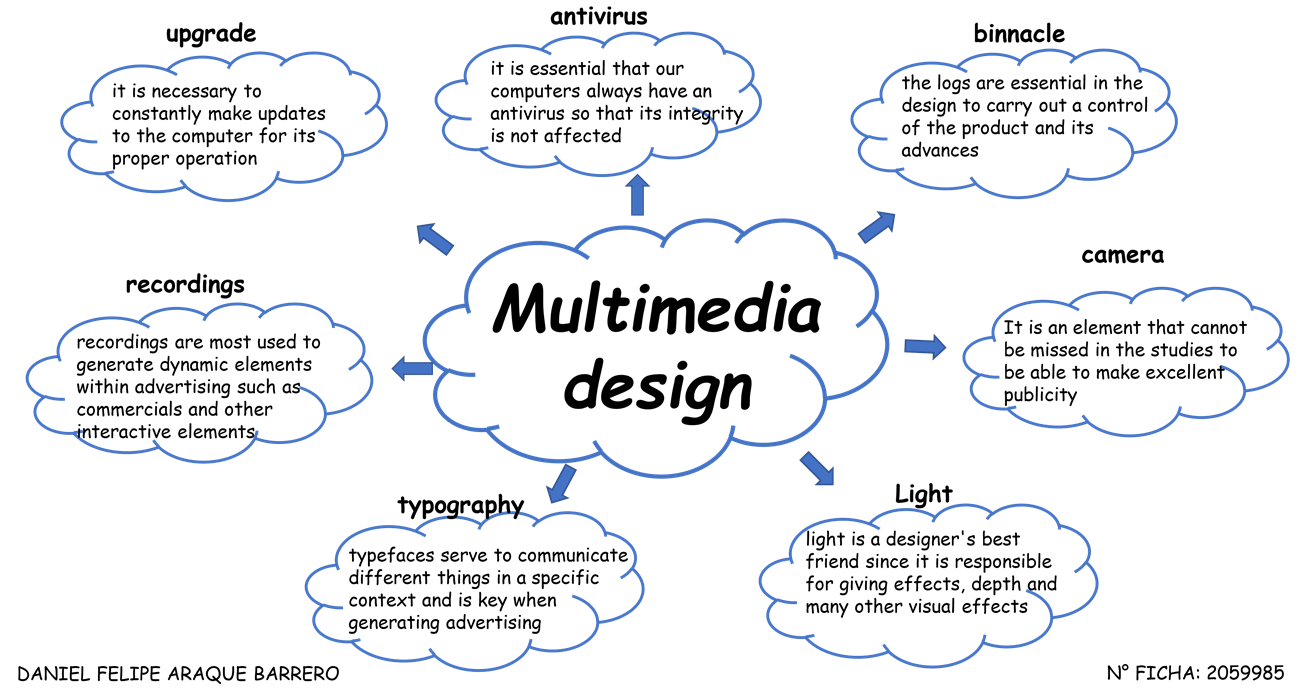 upgrade
it is necessary to
constantly make updates
to the computer for its
proper operation
antivirus
it is essential that our
computers always have an
antivirus so that its integrity
is not affected
binnacle
the logs are essential in the
design to carry out a control
of the product and its
advances
recordings
recordings are most used to
generate dynamic elements
within advertising such as
commercials and other
interactive elements
Multimedia
design
camera
It is an element that cannot
be missed in the studies to
be able to make excellent
publicity
typography
typefaces serve to communicate
different things in a specific
context and is key when
generating advertising
Light
light is a designer's best
friend since it is responsible
for giving effects, depth and
many other visual effects
DANIEL FELIPE ARAQUE BARRERO
N° FICHA: 2059985